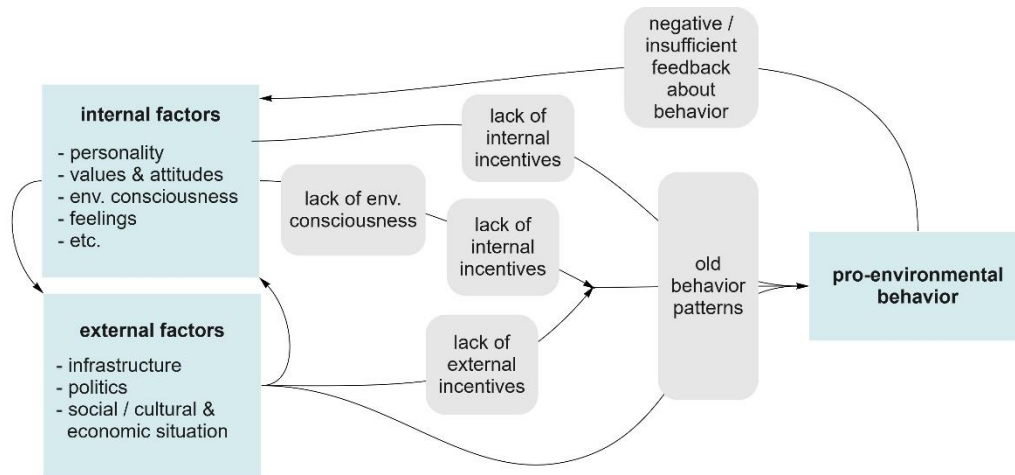 negative /
insufficient
feedback
about
behavior
internal factors
- personality
- values & attitudes
- env. consciousness
- feelings
- etc.
lack of
internal
incentives
lack of env.
consciousness
lack of
internal
incentives
old
behavior
patterns
pro-environmental
behavior
external factors
- infrastructure
- politics
- social / cultural &
economic situation
lack of
external
incentives